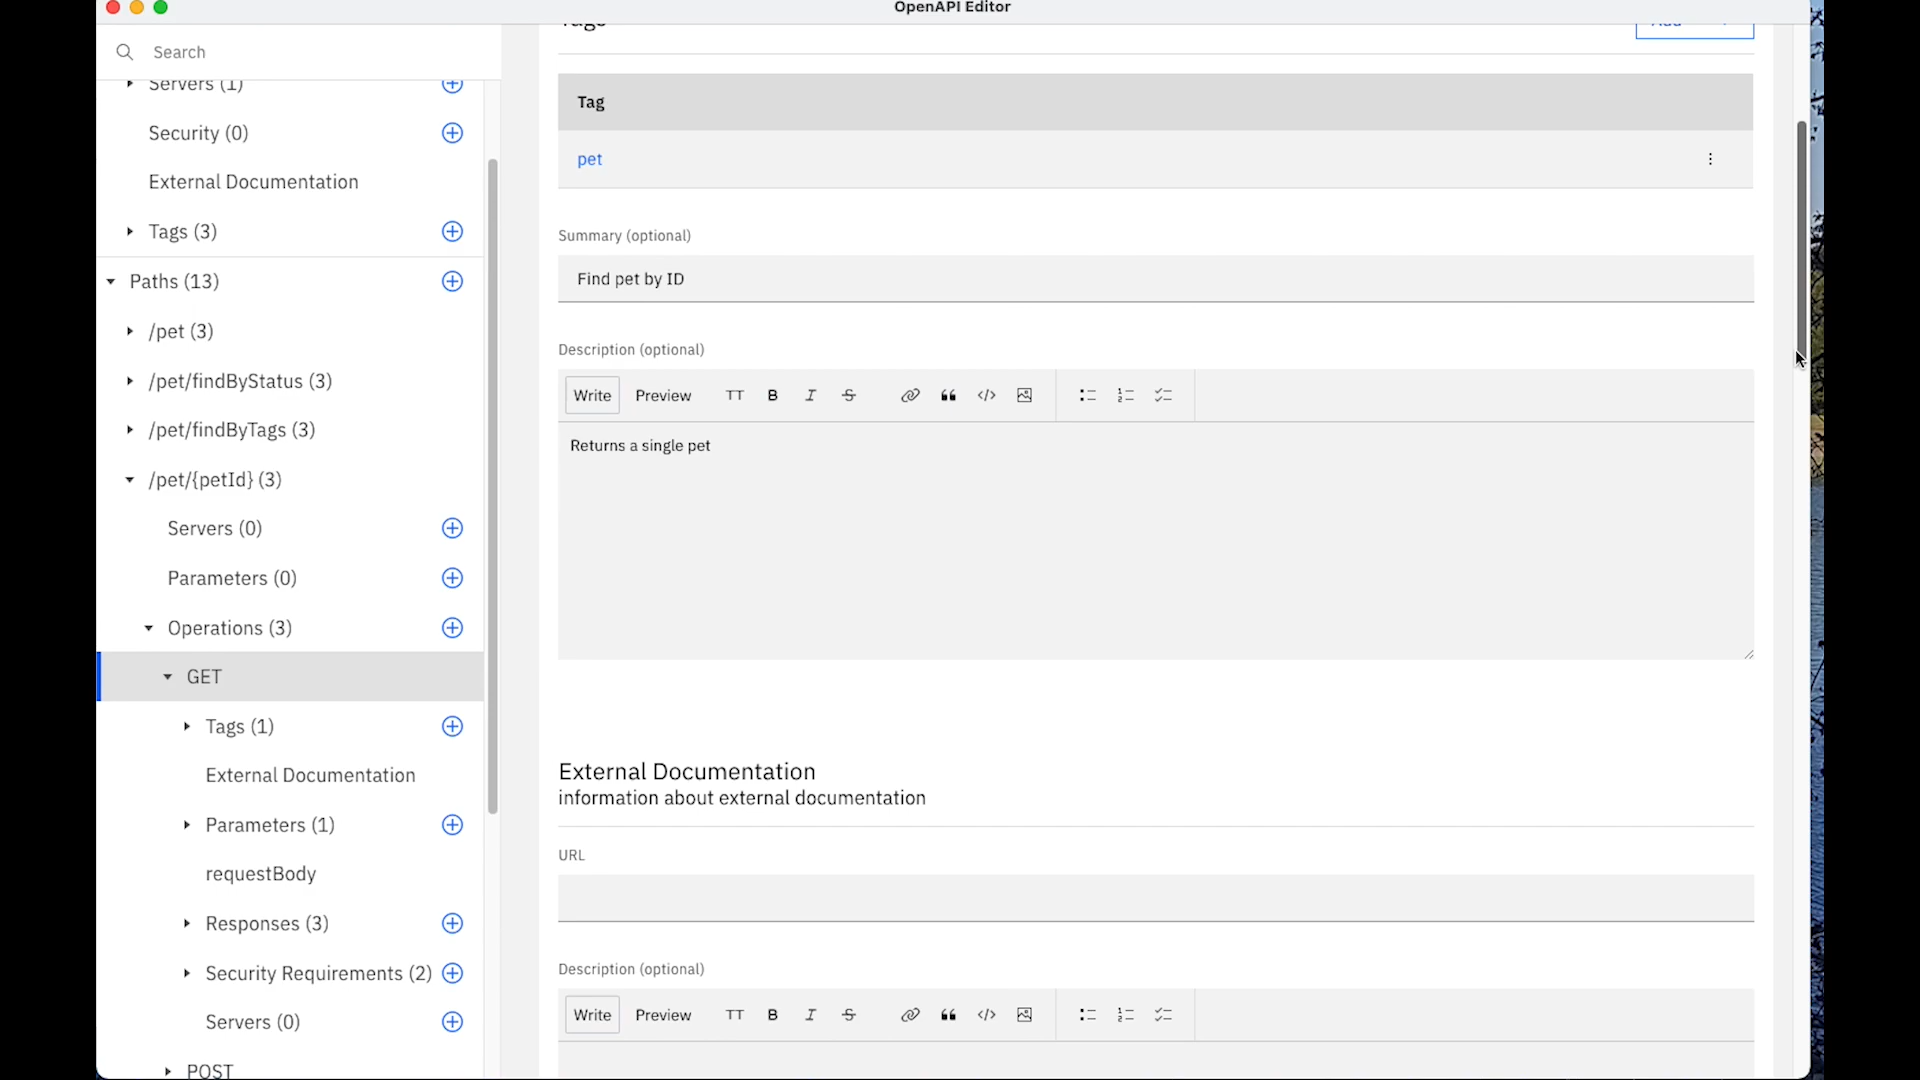 OpenAPI Editor
Search
Servers (1)
Security (0)
External Documentation
Tags (3)
Paths (13)
/pet (3)
/pet/findByStatus (3)
/pet/findByTags (3)
/pet/{petId} (3)
Servers (0)
Parameters (0)
Operations (3)
GET
Tags (1)
External Documentation
Parameters (1)
requestBody
Responses (3)
Security Requirements (2)
Servers (0)
POST
Tags
Add
Tag
pet
Summary (optional)
Find pet by ID
Description (optional)
Write Preview TT B I S
Returns a single pet
External Documentation
information about external documentation
URL
Description (optional)
Write Preview TT B I S